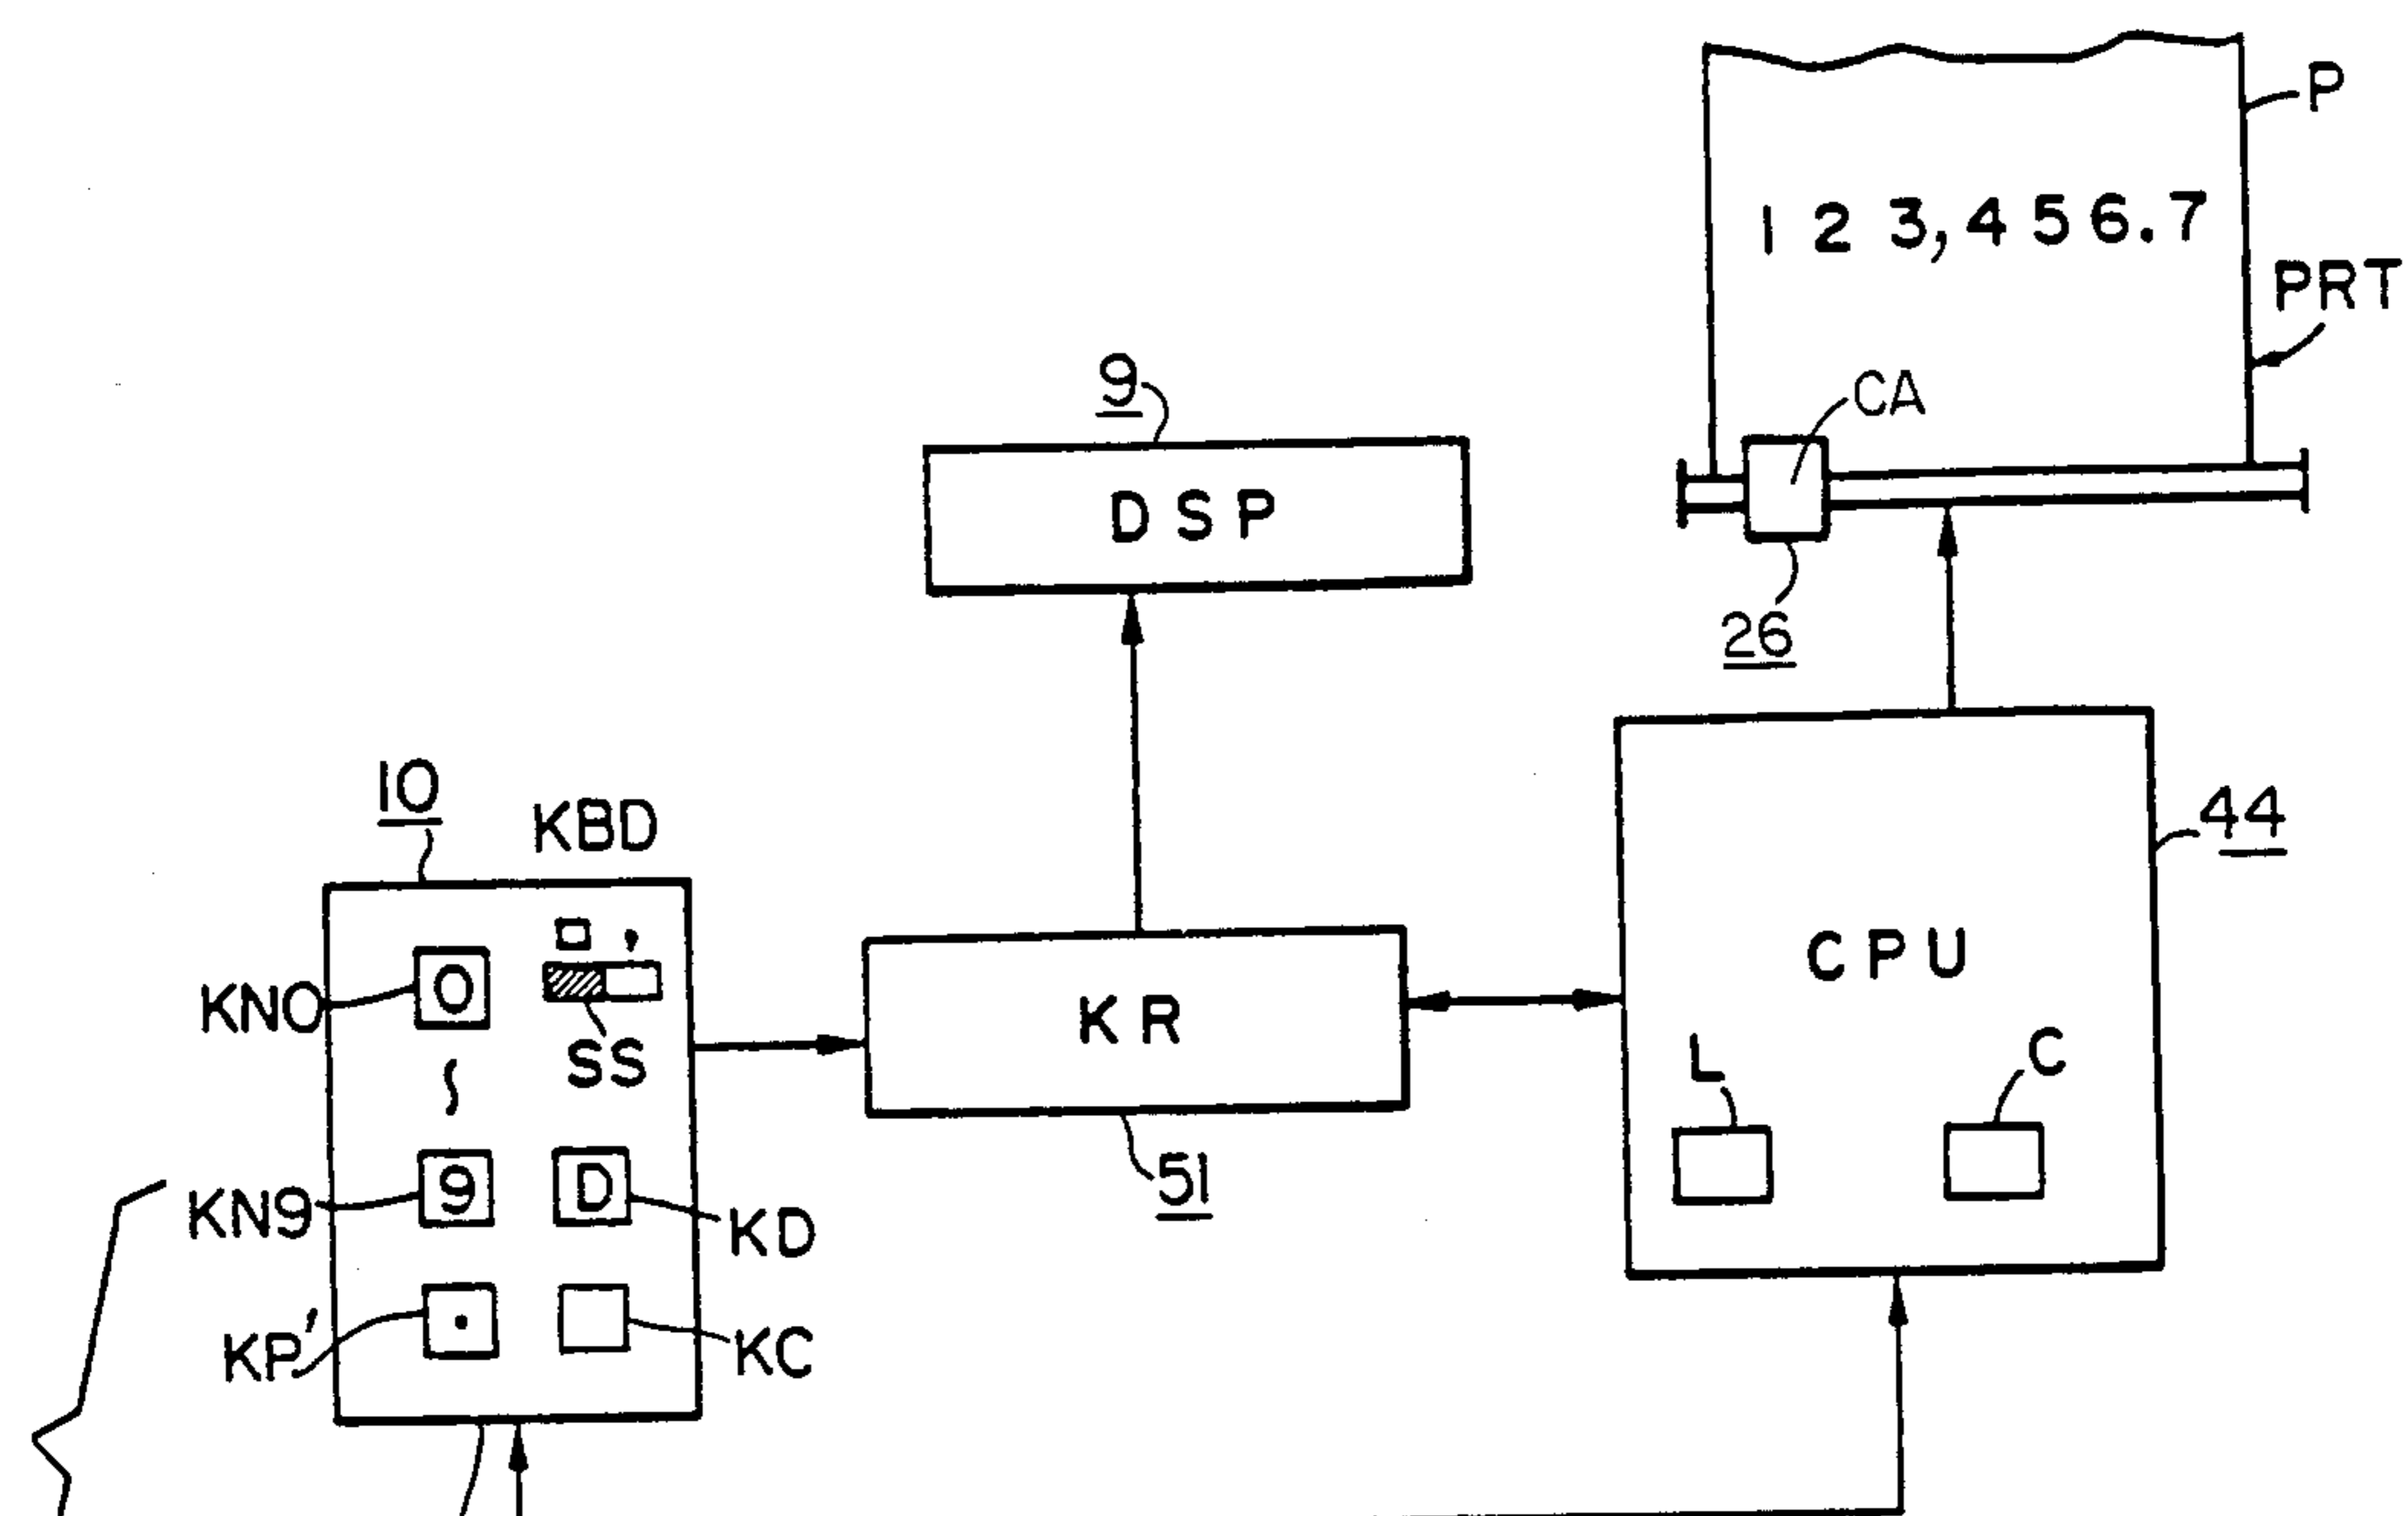 P
1 2 3,4 5 6.7
PRT
9
CA
DSP
26
10
KBD
44
,
KN0
0
SS
KR
CPU
L
C
51
KN9
9
D
KD
KP'
.
KC